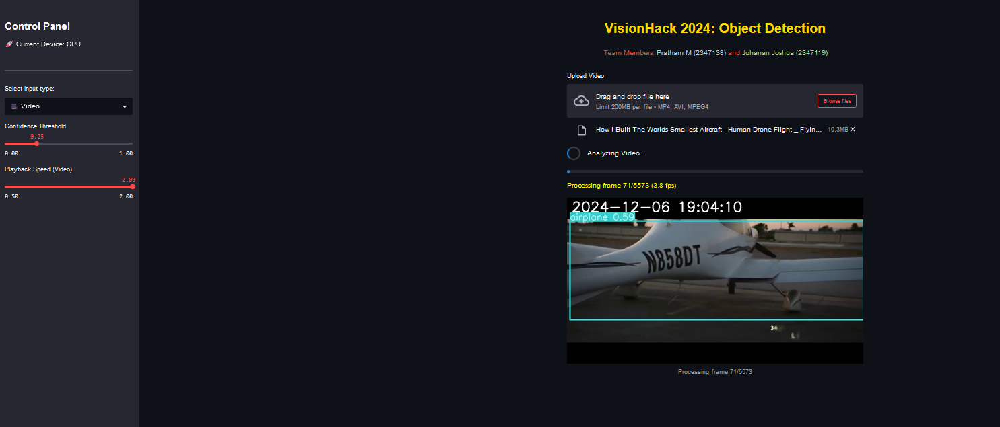 Control Panel
Current Device: CPU
Select input type:
Video
Confidence Threshold
0.25
0.00 1.00
Playback Speed (Video)
2.00
0.50 2.00
VisionHack 2024: Object Detection
Team Members: Pratham M (2347138) and Johanan Joshua (2347119)
Upload Video
Drag and drop file here
Limit 200MB per file • MP4, AVI, MPEG4
Browse files
How I Built The Worlds Smallest Aircraft - Human Drone Flight _ Flyin... 10.3MB
Analyzing Video...
Processing frame 71/5573 (3.8 fps)
2024-12-06 19:04:10
airplane 0.59
N858DT
Processing frame 71/5573